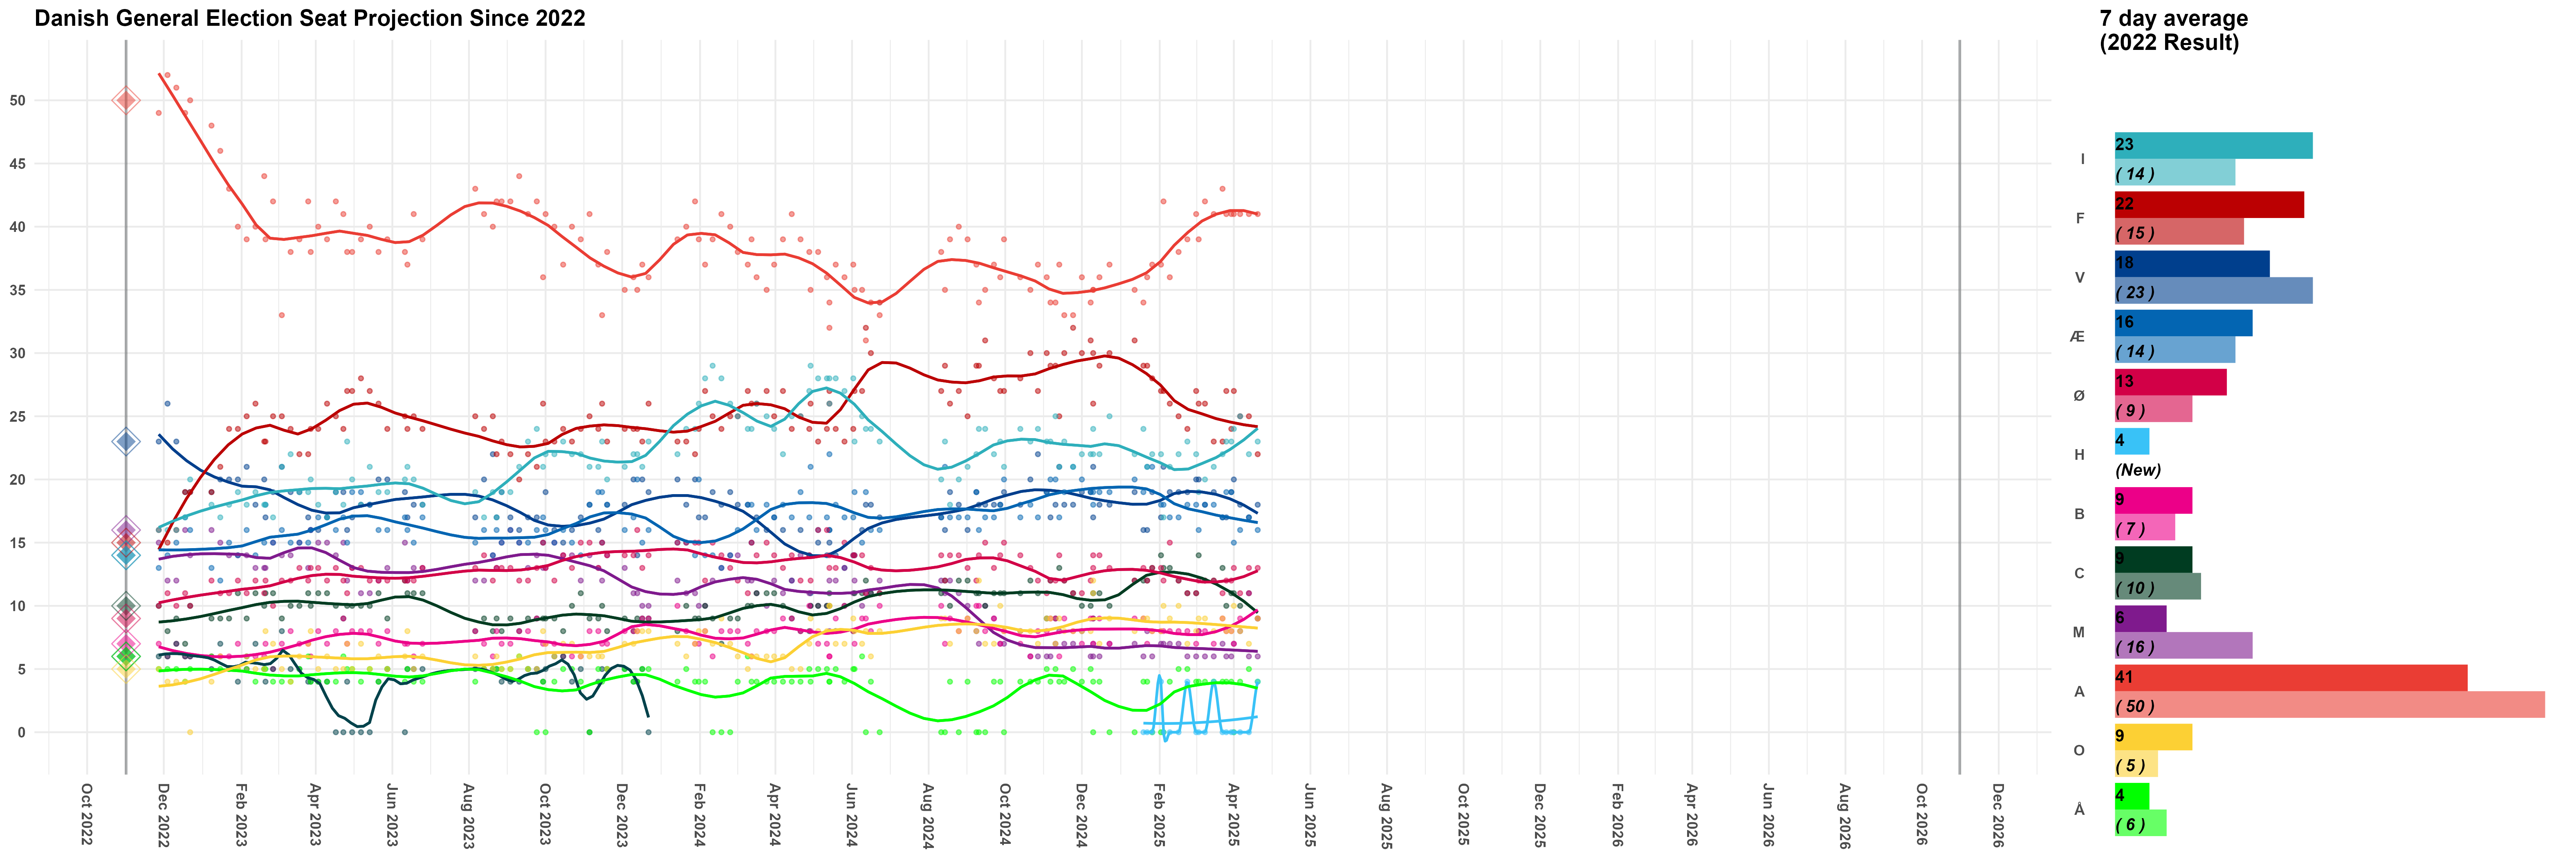 Danish General Election Seat Projection Since 2022
7 day average
(2022 Result)
50
45
40
35
30
25
20
15
10
5
0
Oct 2022
Dec 2022
Feb 2023
Apr 2023
Jun 2023
Aug 2023
Oct 2023
Dec 2023
Feb 2024
Apr 2024
Jun 2024
Aug 2024
Oct 2024
Dec 2024
Feb 2025
Apr 2025
Jun 2025
Aug 2025
Oct 2025
Dec 2025
Feb 2026
Apr 2026
Jun 2026
Aug 2026
Oct 2026
Dec 2026
I
23
( 14 )
F
22
( 15 )
V
18
( 23 )
Æ
16
( 14 )
Ø
13
( 9 )
H
4
(New)
B
9
( 7 )
C
9
( 10 )
M
6
( 16 )
A
41
( 50 )
O
9
( 5 )
Å
4
( 6 )